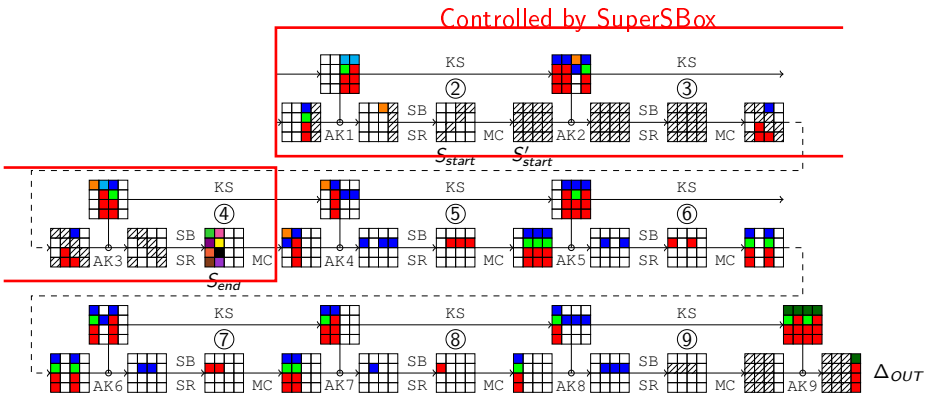 Controlled by SuperSBox
KS KS
② ③
AK1 SB SR MC AK2 SB SR MC
S_start S'_start
KS KS
④ ⑤ ⑥
AK3 SB SR MC AK4 SB SR MC AK5 SB SR MC
S_end
KS KS KS
⑦ ⑧ ⑨
AK6 SB SR MC AK7 SB SR MC AK8 SB SR MC AK9 Δ_OUT